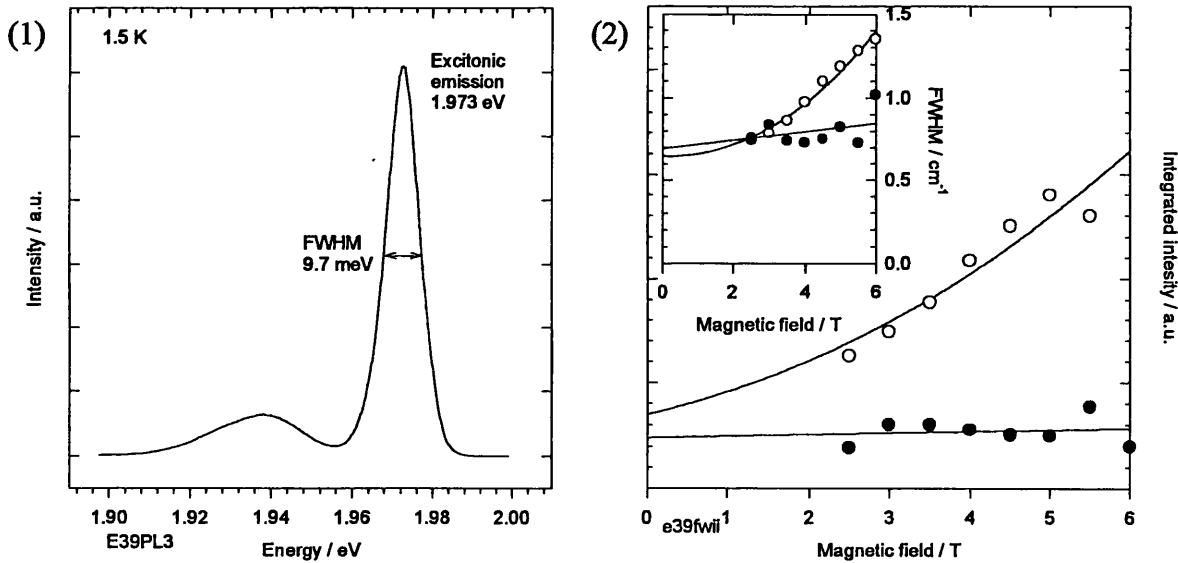 (1)
1.5 K
Excitonic
emission
1.973 eV
FWHM
9.7 meV
Intensity / a.u.
1.90 1.92 1.94 1.96 1.98 2.00
E39PL3
Energy / eV
(2)
1.5
1.0
0.5
0.0
FWHM / cm⁻¹
0 2 4 6
Magnetic field / T
Integrated intesity / a.u.
0 1 2 3 4 5 6
e39fwii
Magnetic field / T